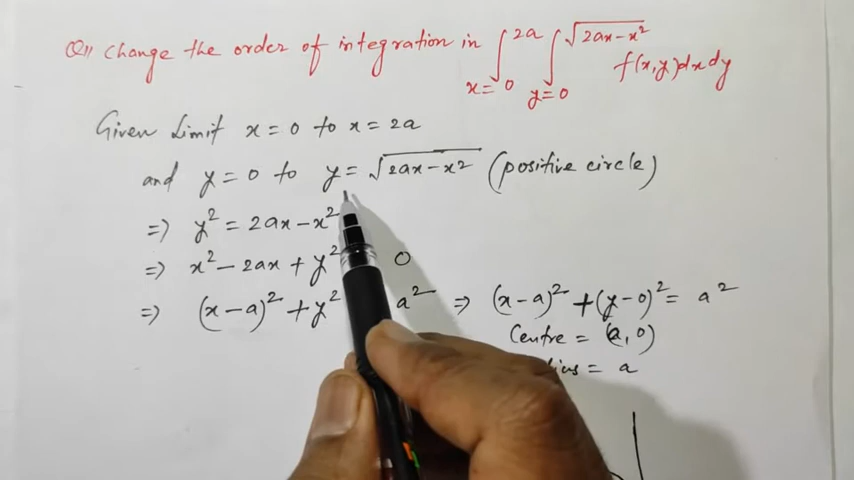 Q11 Change the order of integration in ∫_{x=0}^{2a} ∫_{y=0}^{√(2ax-x²)} f(x,y)dxdy
Given Limit x = 0 to x = 2a
and y = 0 to y = √(2ax-x²) (positive circle)
=> y² = 2ax - x²
=> x² - 2ax + y² 0
=> (x-a)² + y² a² => (x-a)² + (y-0)² = a²
Centre = (a, 0)
= a